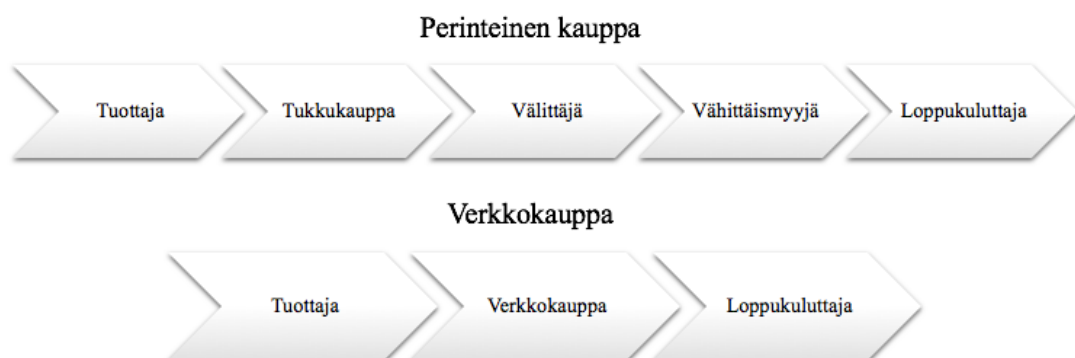 Perinteinen kauppa
Tuottaja
Tukkukauppa
Välittäjä
Vähittäismyyjä
Loppukuluttaja
Verkkokauppa
Tuottaja
Verkkokauppa
Loppukuluttaja